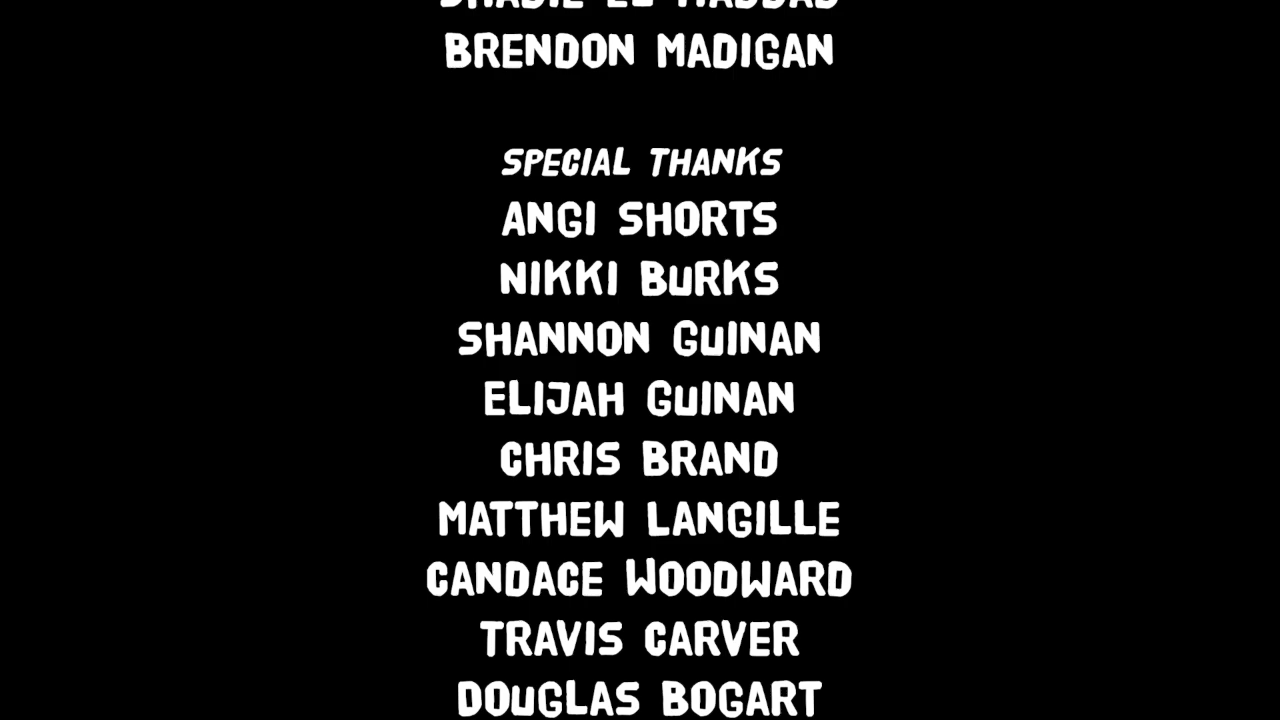 BRENDON MADIGAN
SPECIAL THANKS
ANGI SHORTS
NIKKI BURKS
SHANNON GUINAN
ELIJAH GUINAN
CHRIS BRAND
MATTHEW LANGILLE
CANDACE WOODWARD
TRAVIS CARVER
DOUGLAS BOGART